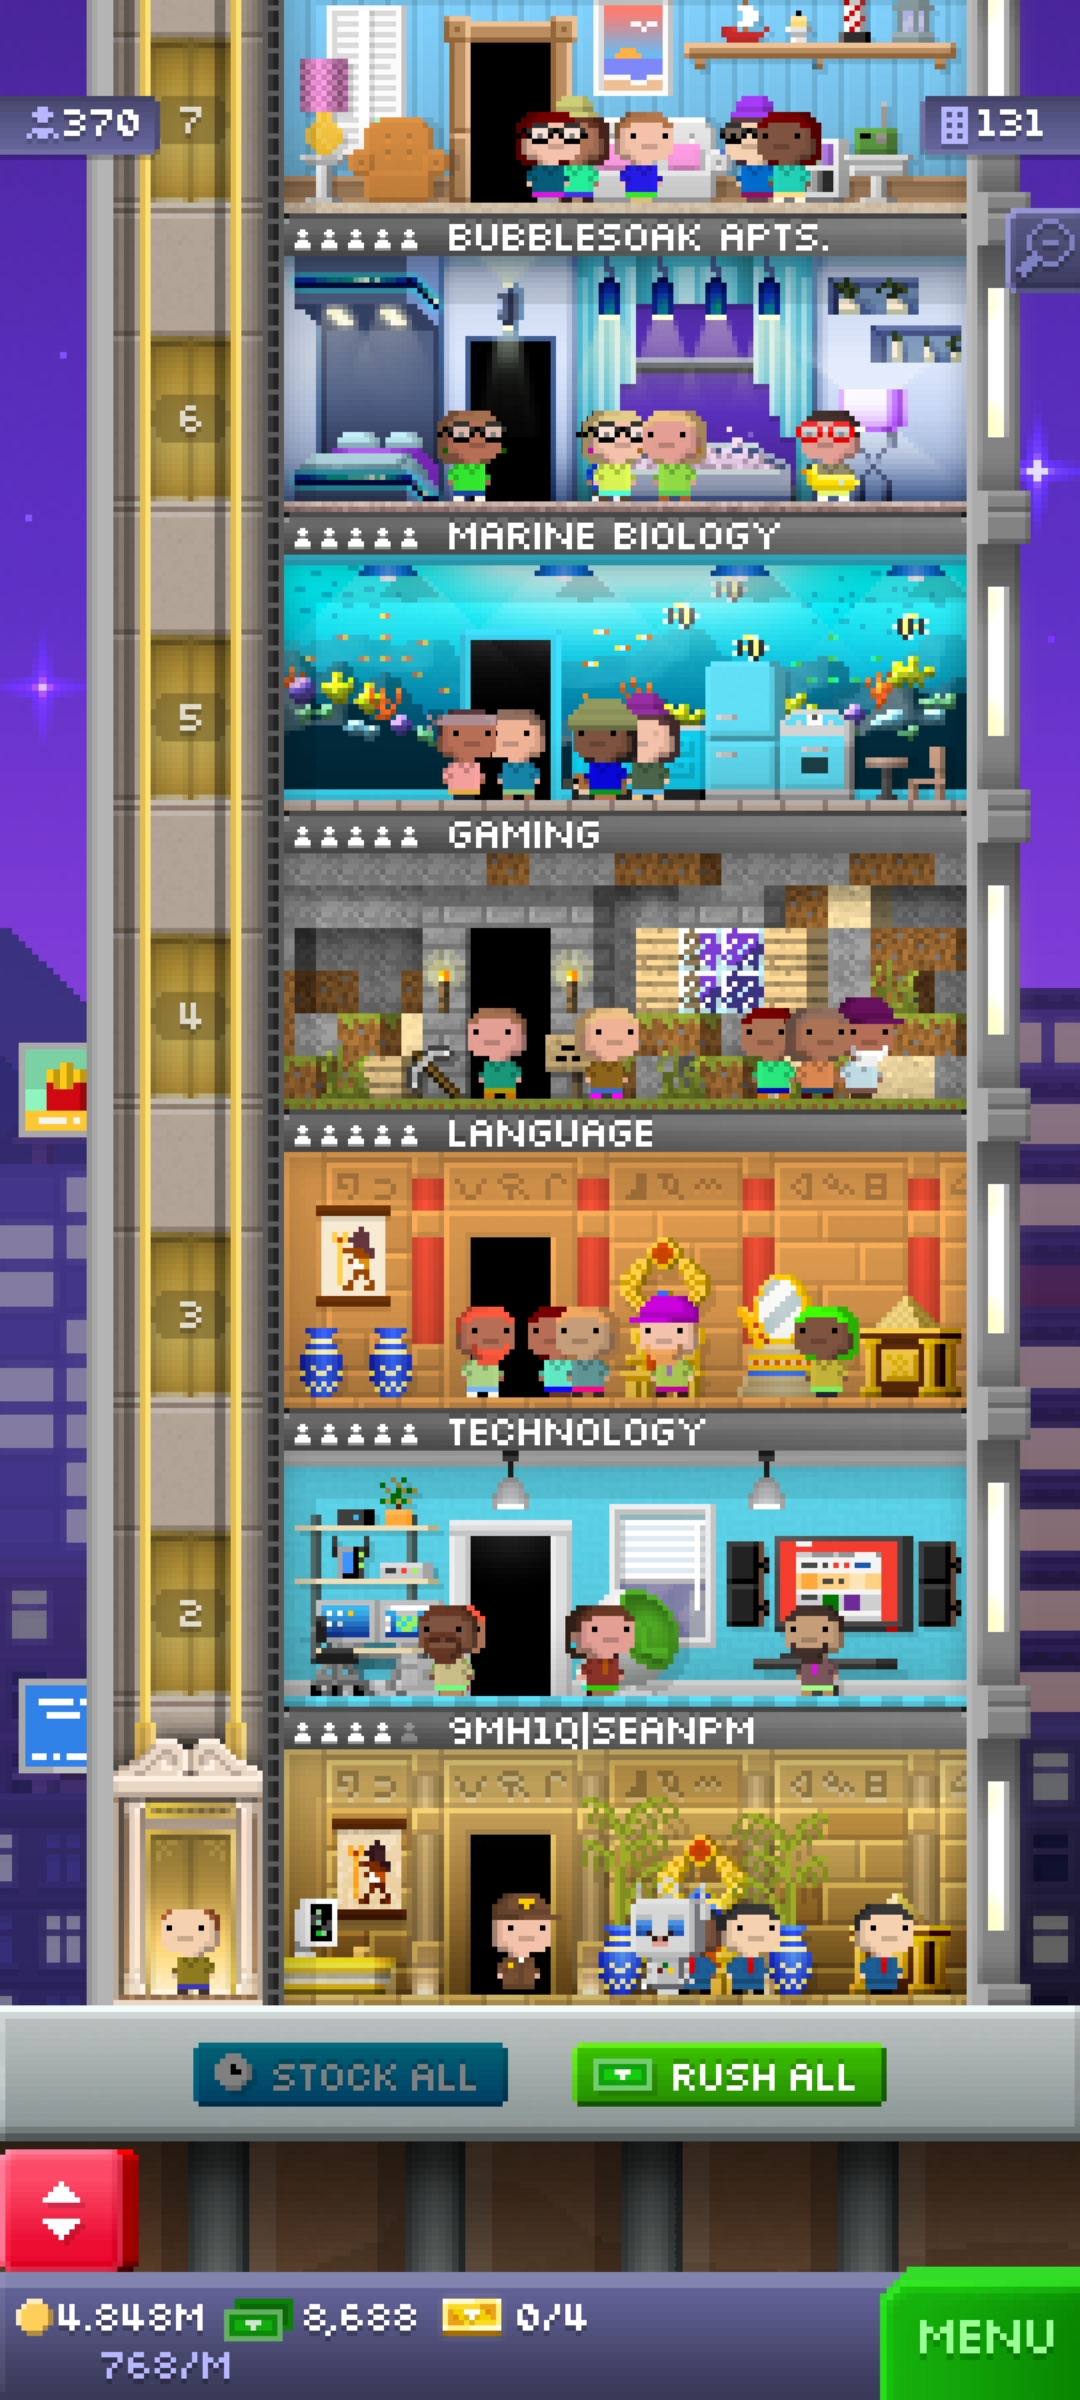 7
370
131
BUBBLESOAK APTS.
6
MARINE BIOLOGY
5
GAMING
4
LANGUAGE
3
TECHNOLOGY
2
9MH1Q|SEANPM
STOCK ALL
RUSH ALL
4.848M
8,688
0/4
768/M
MENU